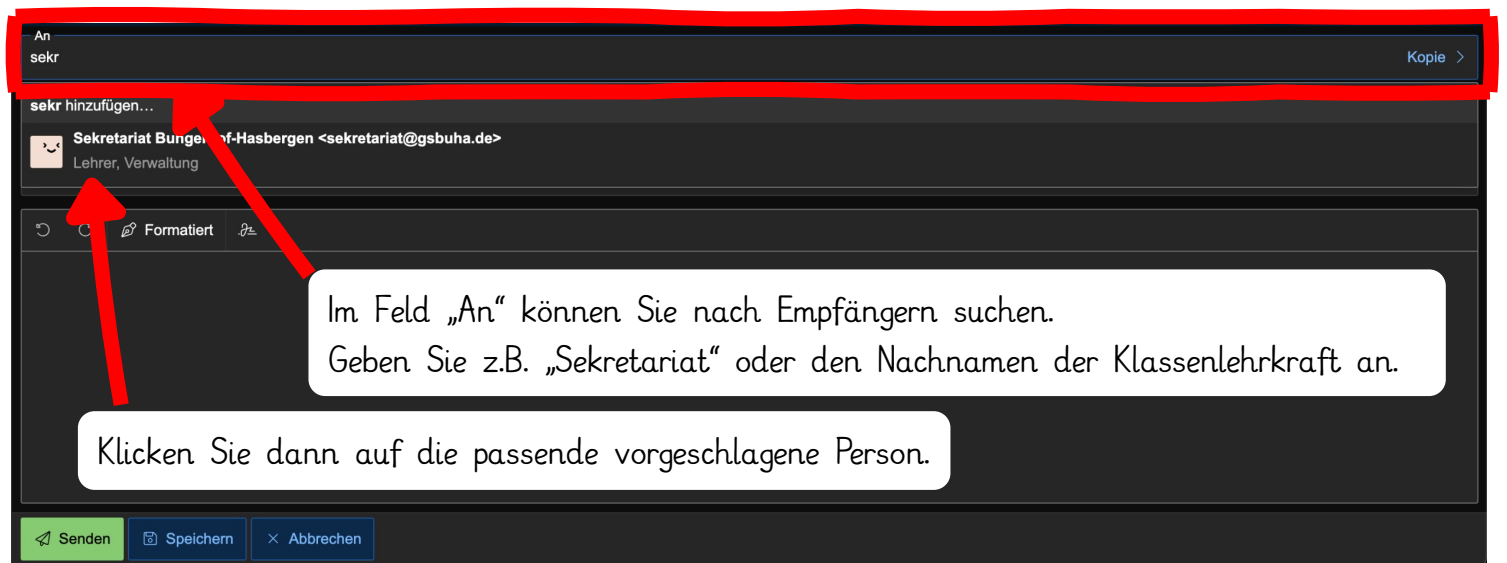 An
sekr
Kopie
sekr hinzufügen…
Sekretariat Bungerhof-Hasbergen <sekretariat@gsbuha.de>
Lehrer, Verwaltung
Formatiert
Im Feld „An“ können Sie nach Empfängern suchen.
Geben Sie z.B. „Sekretariat“ oder den Nachnamen der Klassenlehrkraft an.
Klicken Sie dann auf die passende vorgeschlagene Person.
Senden
Speichern
Abbrechen